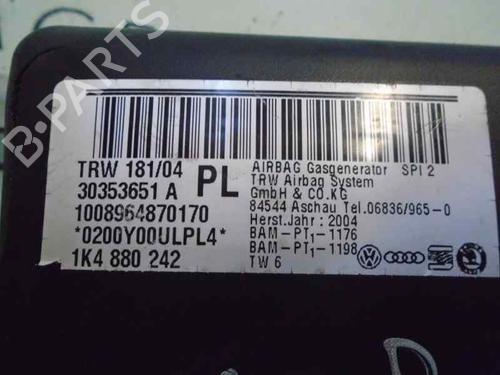 B-PARTS
TRW 181/04
30353651 A
PL
1008964870170
*0200Y00ULPL4*
1K4 880 242
AIRBAG Gasgenerator SPI 2
TRW Airbag System
GmbH & CO.KG
84544 Aschau Tel.06836/965-0
Herst.Jahr: 2004
BAM-PT1-1176
BAM-PT1-1198
TW 6